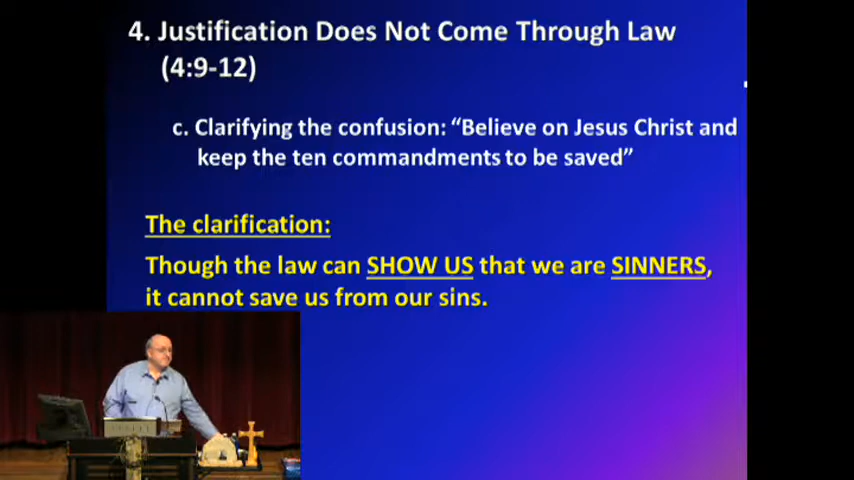 4. Justification Does Not Come Through Law
(4:9-12)
c. Clarifying the confusion: “Believe on Jesus Christ and
keep the ten commandments to be saved”
The clarification:
Though the law can SHOW US that we are SINNERS,
it cannot save us from our sins.